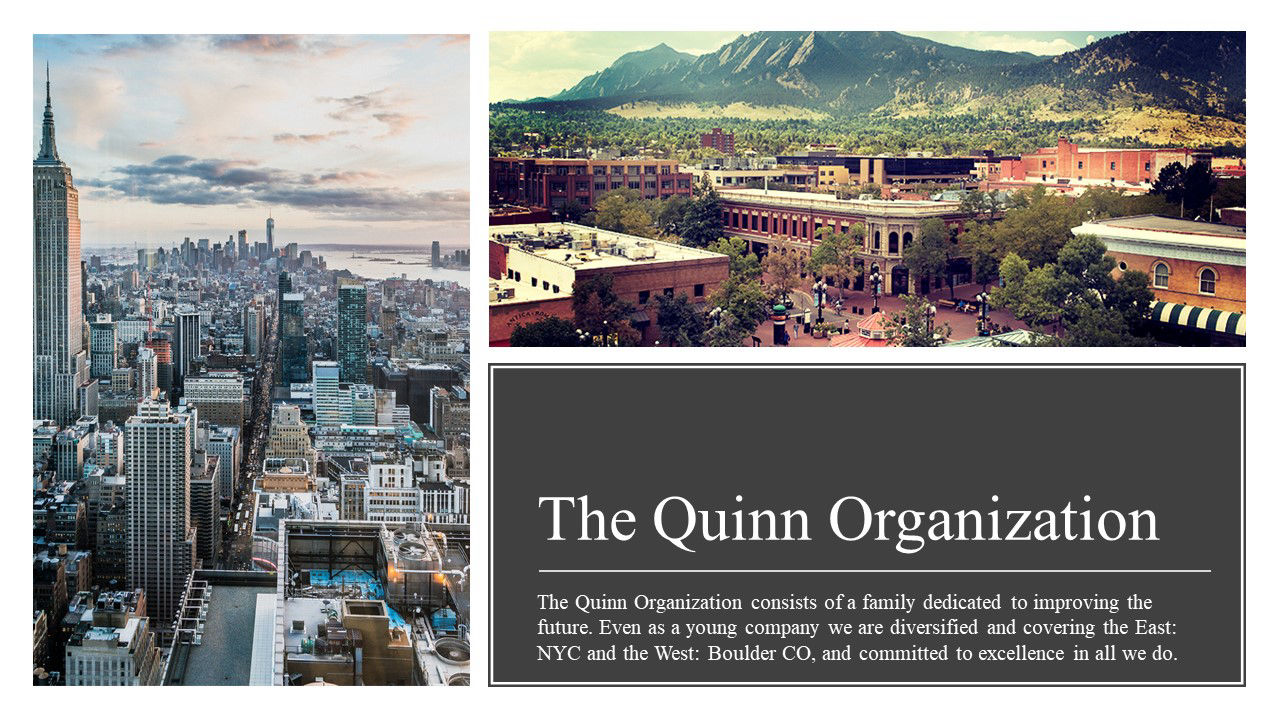 The Quinn Organization
The Quinn Organization consists of a family dedicated to improving the
future. Even as a young company we are diversified and covering the East:
NYC and the West: Boulder CO, and committed to excellence in all we do.